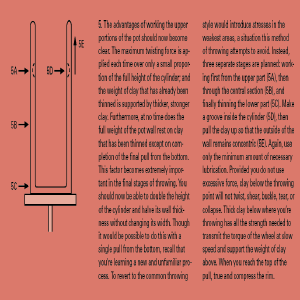 5A
5D
5E
5B
5C
5. The advantages of working the upper
portions of the pot should now become
clear. The maximum twisting force is ap-
plied each time over only a small propor-
tion of the full height of the cylinder; and
the weight of clay that has already been
thinned is supported by thicker, stronger
clay. Furthermore, at no time does the
full weight of the pot wall rest on clay
that has been thinned except on com-
pletion of the final pull from the bottom.
This factor becomes extremely impor-
tant in the final stages of throwing. You
should now be able to double the height
of the cylinder and halve its wall thick-
ness without changing its width. Though
it would be possible to do this with a
single pull from the bottom, recall that
you're learning a new and unfamiliar pro-
cess. To revert to the common throwing
style would introduce stresses in the
weakest areas, a situation this method
of throwing attempts to avoid. Instead,
three separate stages are planned: work-
ing first from the upper part (5A), then
through the central section (5B), and
finally thinning the lower part (5C). Make
a groove inside the cylinder (5D), then
pull the clay up so that the outside of the
wall remains concentric (5E). Again, use
only the minimum amount of necessary
lubrication. Provided you do not use
excessive force, clay below the throwing
point will not twist, shear, buckle, tear, or
collapse. Thick clay below where you're
throwing has all the strength needed to
transmit the torque of the wheel at slow
speed and support the weight of clay
above. When you reach the top of the
pull, true and compress the rim.